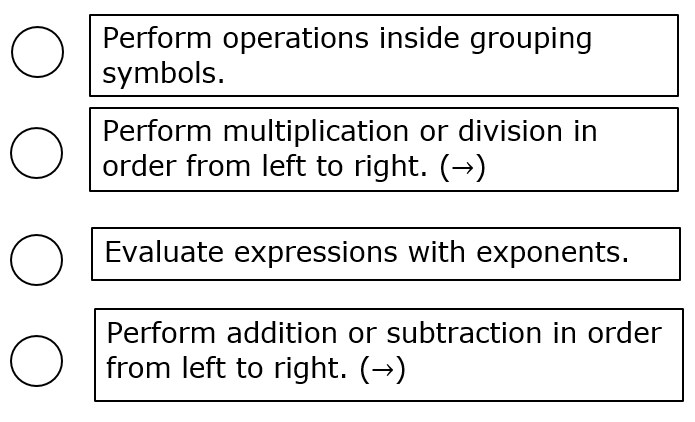 Perform operations inside grouping
symbols.
Perform multiplication or division in
order from left to right. (→)
Evaluate expressions with exponents.
Perform addition or subtraction in order
from left to right. (→)